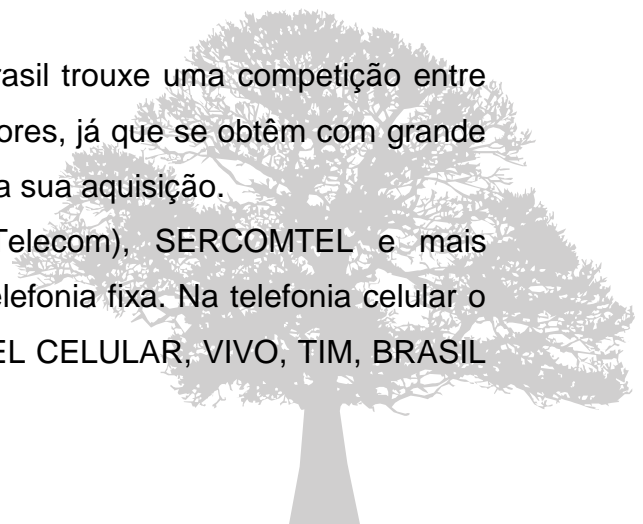 rasil trouxe uma competição entre
ores, já que se obtêm com grande
a sua aquisição.
Telecom), SERCOMTEL e mais
elefonia fixa. Na telefonia celular o
EL CELULAR, VIVO, TIM, BRASIL